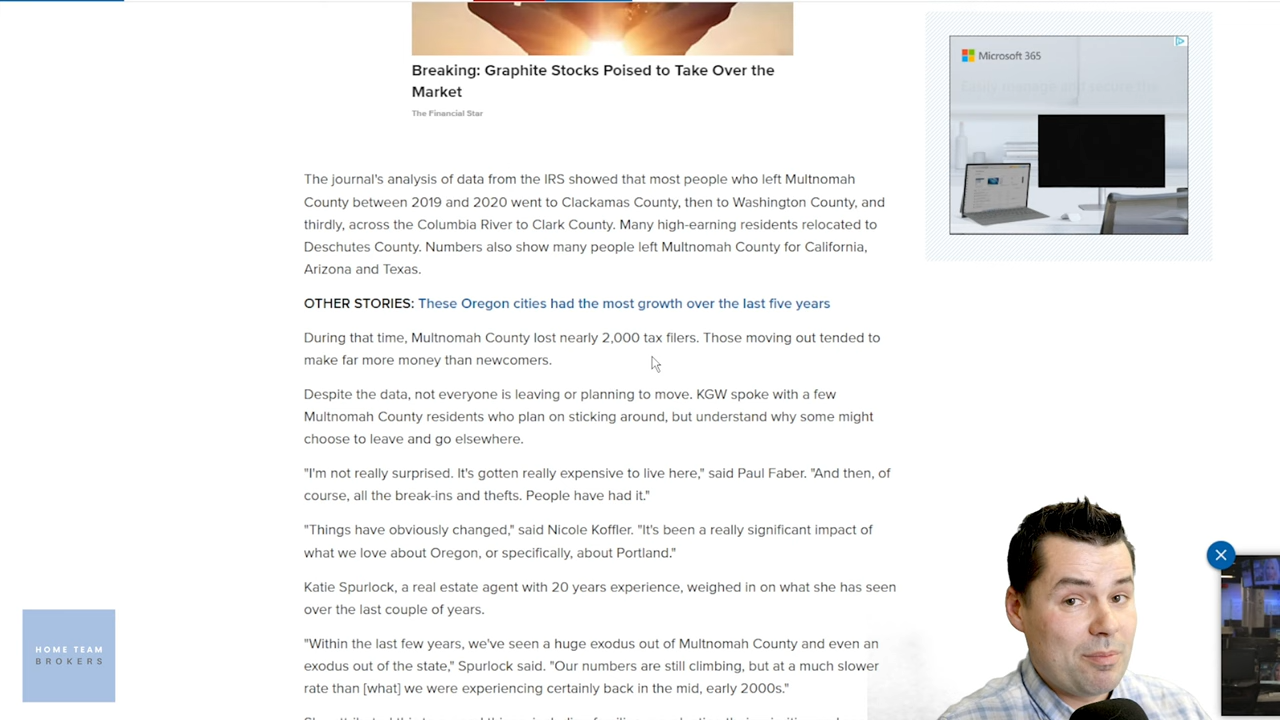 Breaking: Graphite Stocks Poised to Take Over the
Market
The Financial Star
Microsoft 365
The journal's analysis of data from the IRS showed that most people who left Multnomah
County between 2019 and 2020 went to Clackamas County, then to Washington County, and
thirdly, across the Columbia River to Clark County. Many high-earning residents relocated to
Deschutes County. Numbers also show many people left Multnomah County for California,
Arizona and Texas.
OTHER STORIES: These Oregon cities had the most growth over the last five years
During that time, Multnomah County lost nearly 2,000 tax filers. Those moving out tended to
make far more money than newcomers.
Despite the data, not everyone is leaving or planning to move. KGW spoke with a few
Multnomah County residents who plan on sticking around, but understand why some might
choose to leave and go elsewhere.
"I'm not really surprised. It's gotten really expensive to live here," said Paul Faber. "And then, of
course, all the break-ins and thefts. People have had it."
"Things have obviously changed," said Nicole Koffler. "It's been a really significant impact of
what we love about Oregon, or specifically, about Portland."
Katie Spurlock, a real estate agent with 20 years experience, weighed in on what she has seen
over the last couple of years.
"Within the last few years, we've seen a huge exodus out of Multnomah County and even an
exodus out of the state," Spurlock said. "Our numbers are still climbing, but at a much slower
rate than [what] we were experiencing certainly back in the mid, early 2000s."
HOME TEAM
BROKERS